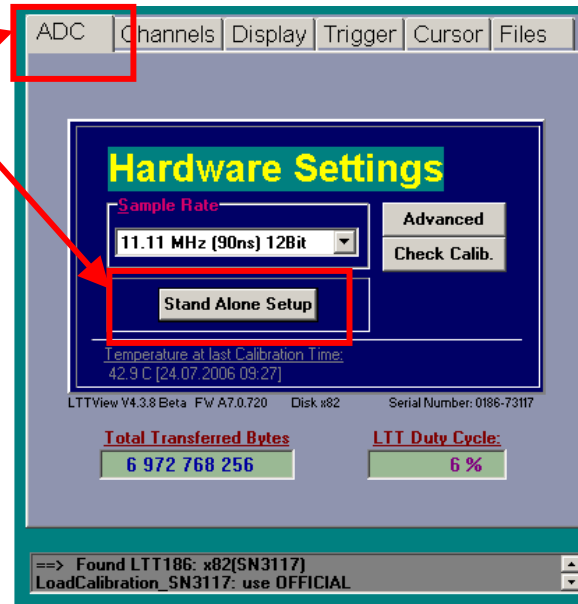 ADC Channels Display Trigger Cursor Files
Hardware Settings
Sample Rate
11.11 MHz (90ns) 12Bit
Advanced
Check Calib.
Stand Alone Setup
Temperature at last Calibration Time:
42.9 C [24.07.2006 09:27]
LTTView V4.3.8 Beta FW A7.0.720 Disk x82 Serial Number: 0186-73117
Total Transferred Bytes LTT Duty Cycle:
6 972 768 256 6 %
==> Found LTT186: x82(SN3117)
LoadCalibration_SN3117: use OFFICIAL